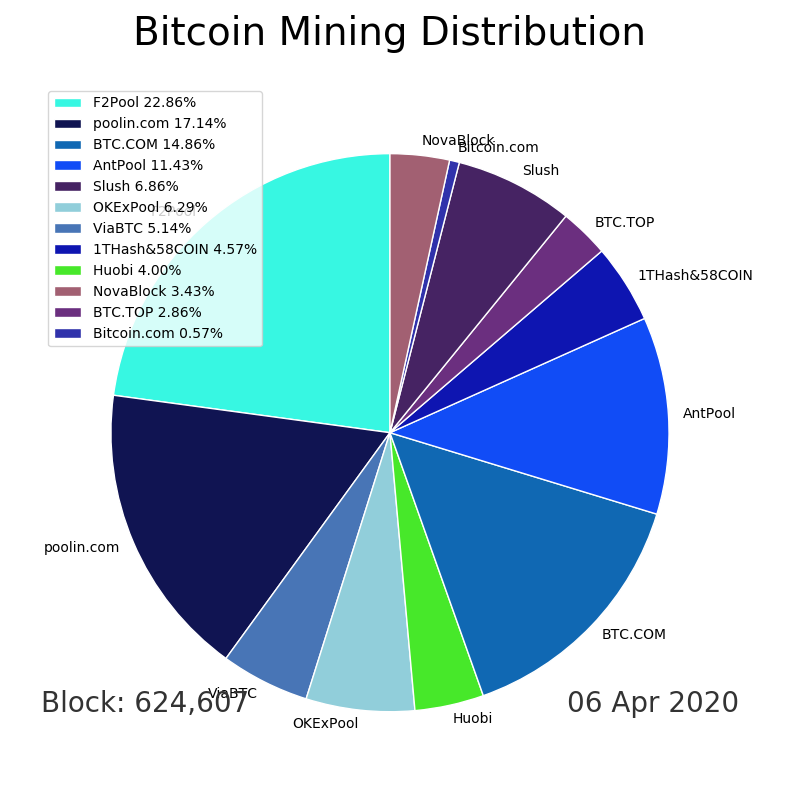 Bitcoin Mining Distribution
F2Pool 22.86%
poolin.com 17.14%
BTC.COM 14.86%
AntPool 11.43%
Slush 6.86%
OKExPool 6.29%
ViaBTC 5.14%
1THash&58COIN 4.57%
Huobi 4.00%
NovaBlock 3.43%
BTC.TOP 2.86%
Bitcoin.com 0.57%
NovaBlock
Bitcoin.com
Slush
F2Pool
BTC.TOP
1THash&58COIN
AntPool
poolin.com
BTC.COM
ViaBTC
OKExPool
Huobi
Block: 624,607
06 Apr 2020